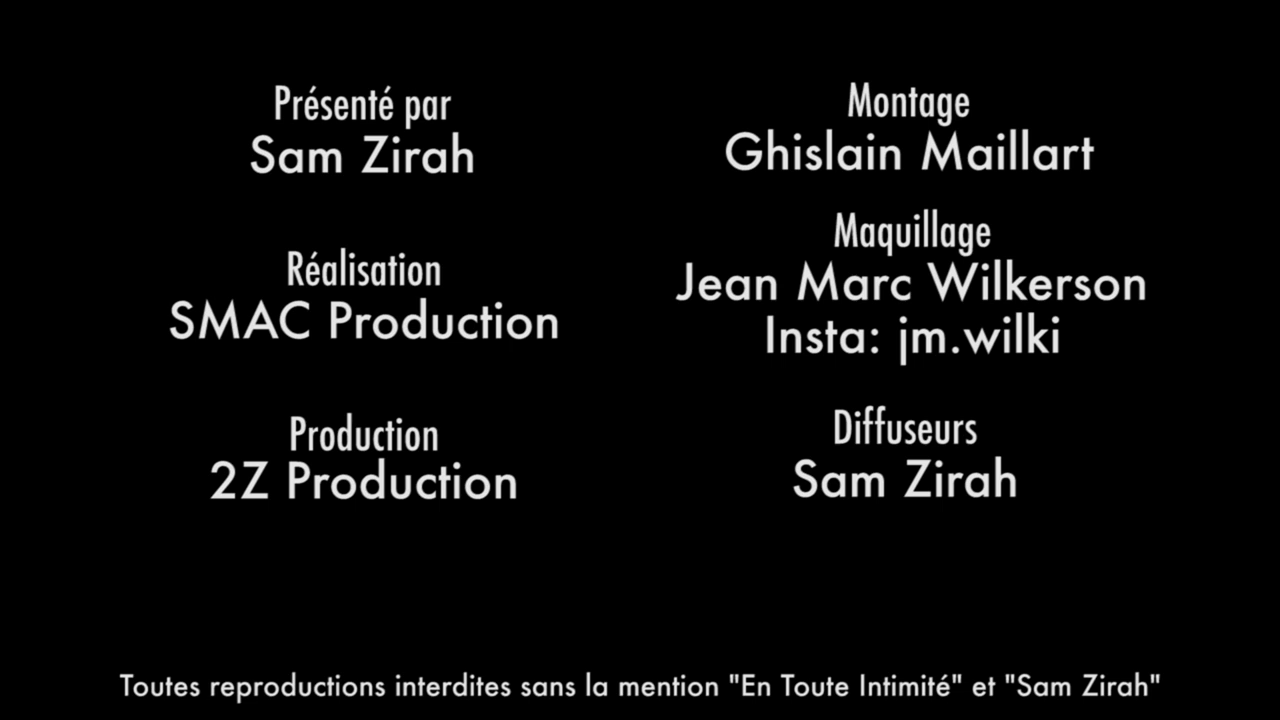 Présenté par
Sam Zirah
Réalisation
SMAC Production
Production
2Z Production
Montage
Ghislain Maillart
Maquillage
Jean Marc Wilkerson
Insta: jm.wilki
Diffuseurs
Sam Zirah
Toutes reproductions interdites sans la mention "En Toute Intimité" et "Sam Zirah"